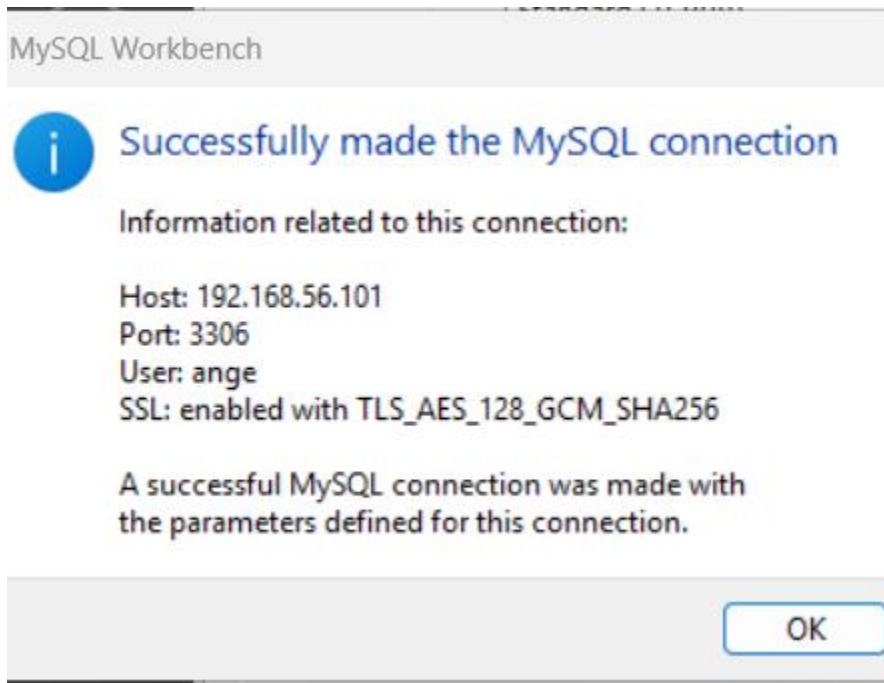 MySQL Workbench
Successfully made the MySQL connection
Information related to this connection:
Host: 192.168.56.101
Port: 3306
User: ange
SSL: enabled with TLS_AES_128_GCM_SHA256
A successful MySQL connection was made with
the parameters defined for this connection.
OK